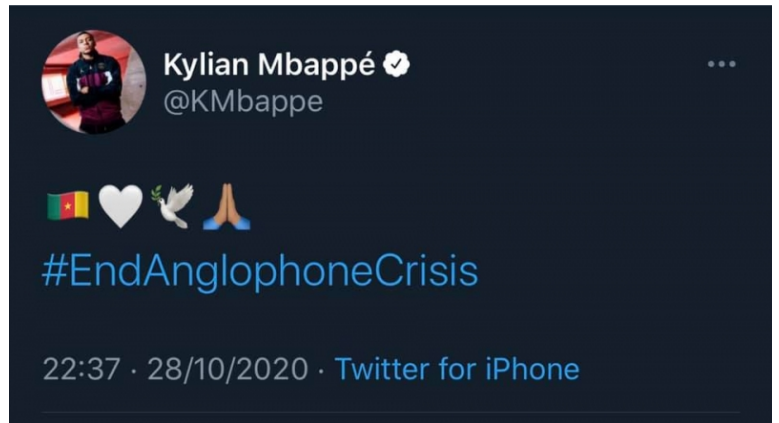 Kylian Mbappé
@KMbappe
🇨🇲🤍🕊🙏🏽
#EndAnglophoneCrisis
22:37 · 28/10/2020 · Twitter for iPhone